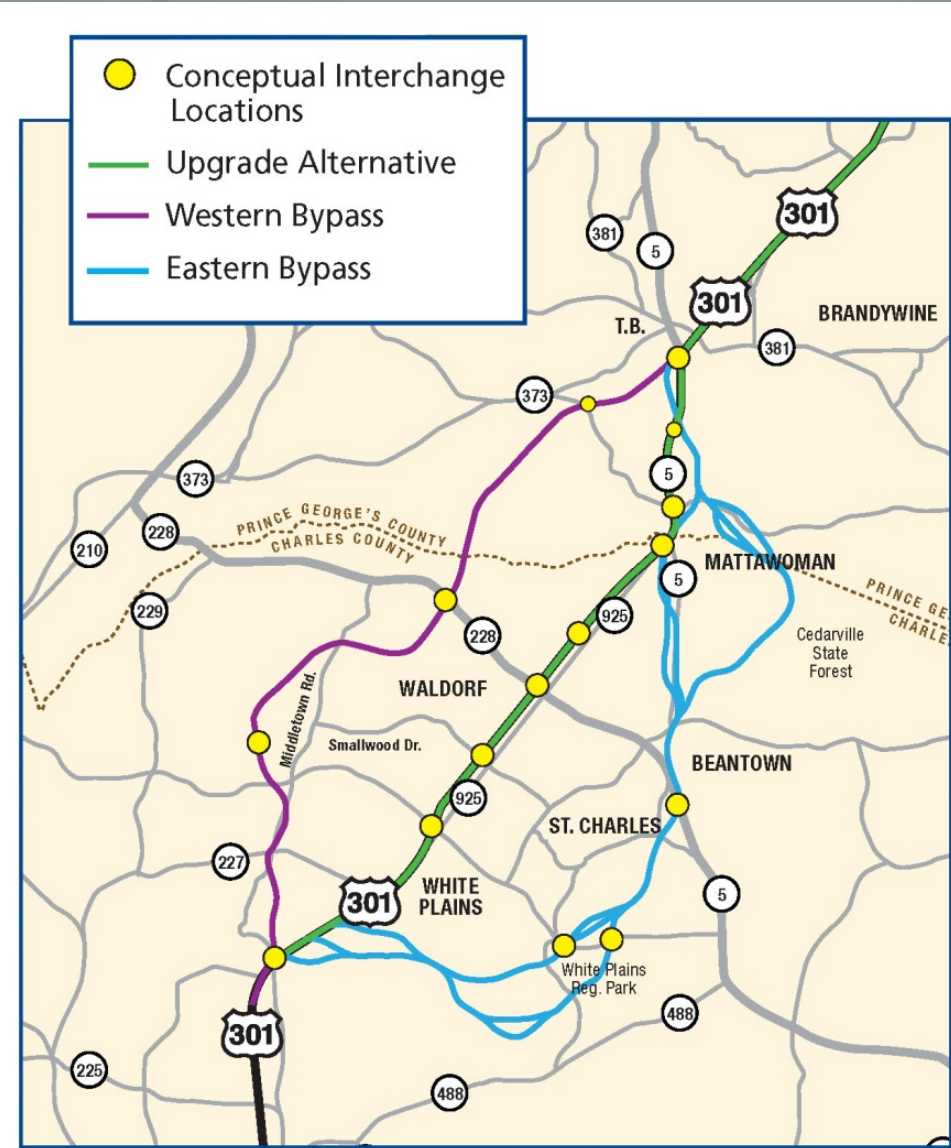 Conceptual Interchange
Locations
Upgrade Alternative
Western Bypass
Eastern Bypass
301
381
5
301
BRANDYWINE
T.B.
381
373
5
373
PRINCE GEORGE'S COUNTY
CHARLES COUNTY
228
210
MATTAWOMAN
5
PRINCE GE
CHARLE
229
925
228
Cedarville
State
Forest
WALDORF
Middletown Rd.
Smallwood Dr.
BEANTOWN
925
ST. CHARLES
227
301
WHITE
PLAINS
5
White Plains
Reg. Park
301
488
225
488